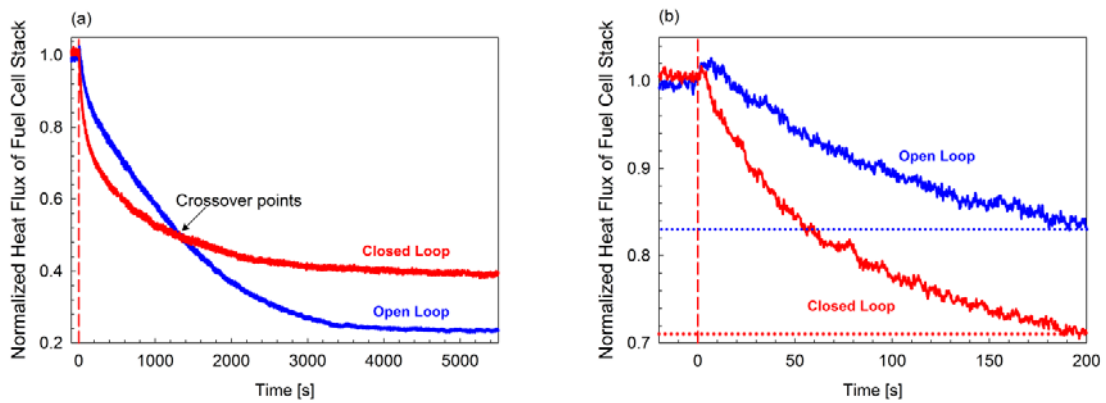 (a)
Normalized Heat Flux of Fuel Cell Stack
1.0
0.8
0.6
0.4
0.2
Crossover points
Closed Loop
Open Loop
0
1000
2000
3000
4000
5000
Time [s]
(b)
Normalized Heat Flux of Fuel Cell Stack
1.0
0.9
0.8
0.7
Open Loop
Closed Loop
0
50
100
150
200
Time [s]